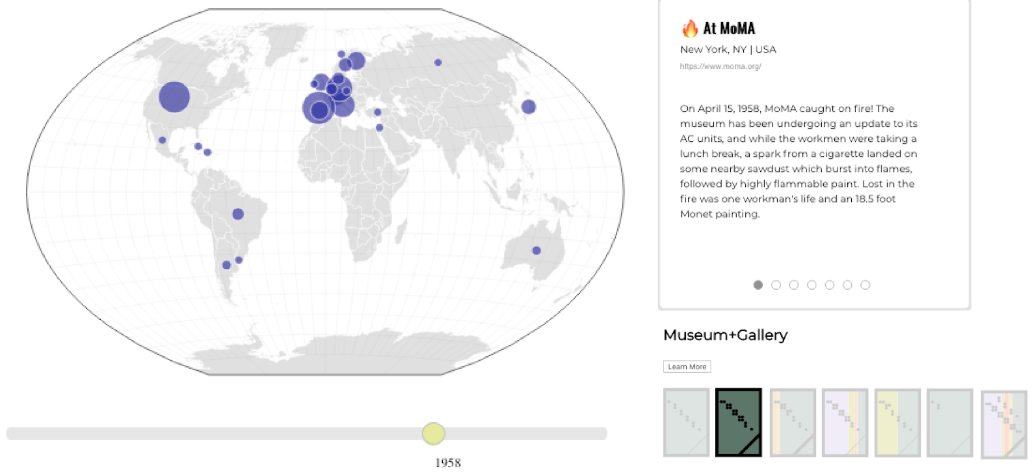 🔥 At MoMA
New York, NY | USA
https://www.moma.org/
On April 15, 1958, MoMA caught on fire! The
museum has been undergoing an update to its
AC units, and while the workmen were taking a
lunch break, a spark from a cigarette landed on
some nearby sawdust which burst into flames,
followed by highly flammable paint. Lost in the
fire was one workman's life and an 18.5 foot
Monet painting.
Museum+Gallery
Learn More
1958